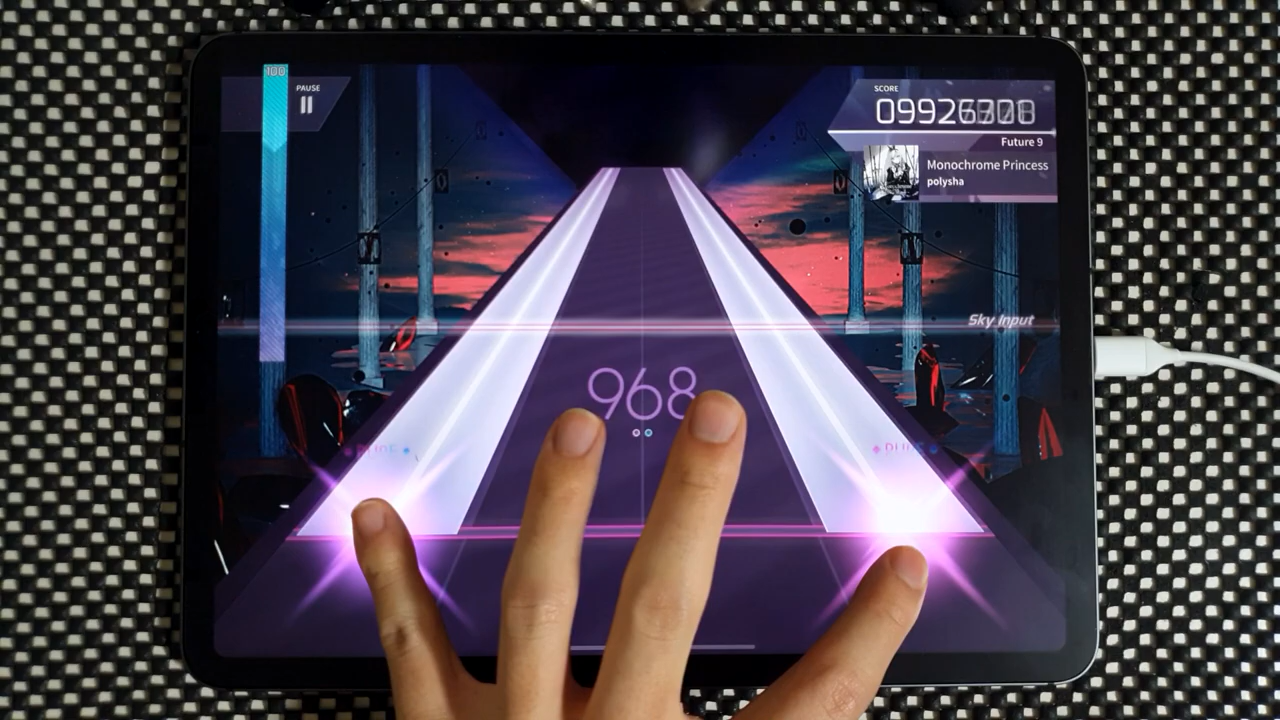 100
PAUSE
SCORE
Future 9
Monochrome Princess
polysha
Sky Input
968